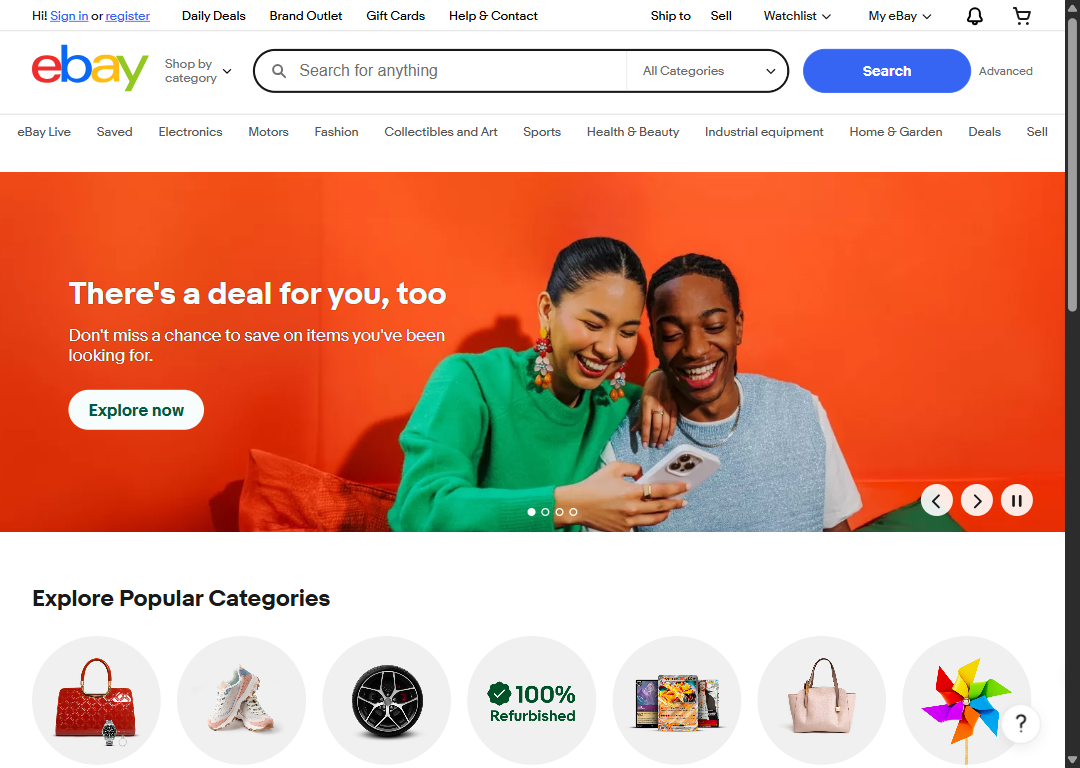 Hi! Sign in or register Daily Deals Brand Outlet Gift Cards Help & Contact Ship to Sell Watchlist My eBay
ebay
Shop by
category
Search for anything
All Categories
Search
Advanced
eBay Live Saved Electronics Motors Fashion Collectibles and Art Sports Health & Beauty Industrial equipment Home & Garden Deals Sell
There's a deal for you, too
Don't miss a chance to save on items you've been
looking for.
Explore now
Explore Popular Categories
100%
Refurbished
?